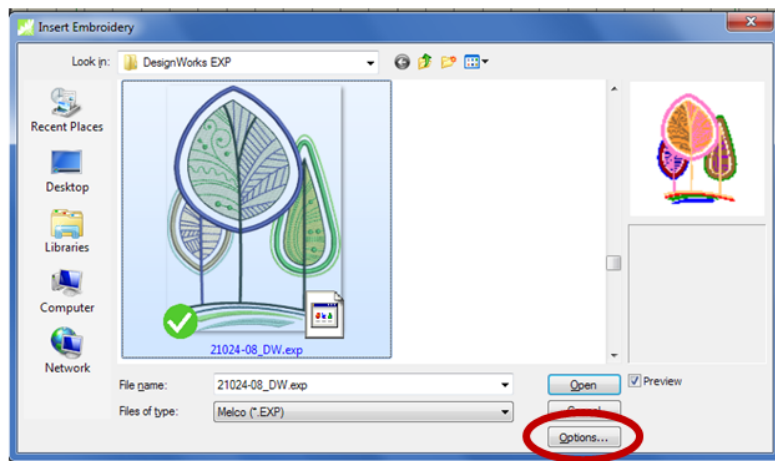 Insert Embroidery
Look in: DesignWorks EXP
Recent Places
Desktop
Libraries
Computer
Network
21024-08_DW.exp
File name: 21024-08_DW.exp Open Preview
Files of type: Melco (*.EXP) Cancel
Options...